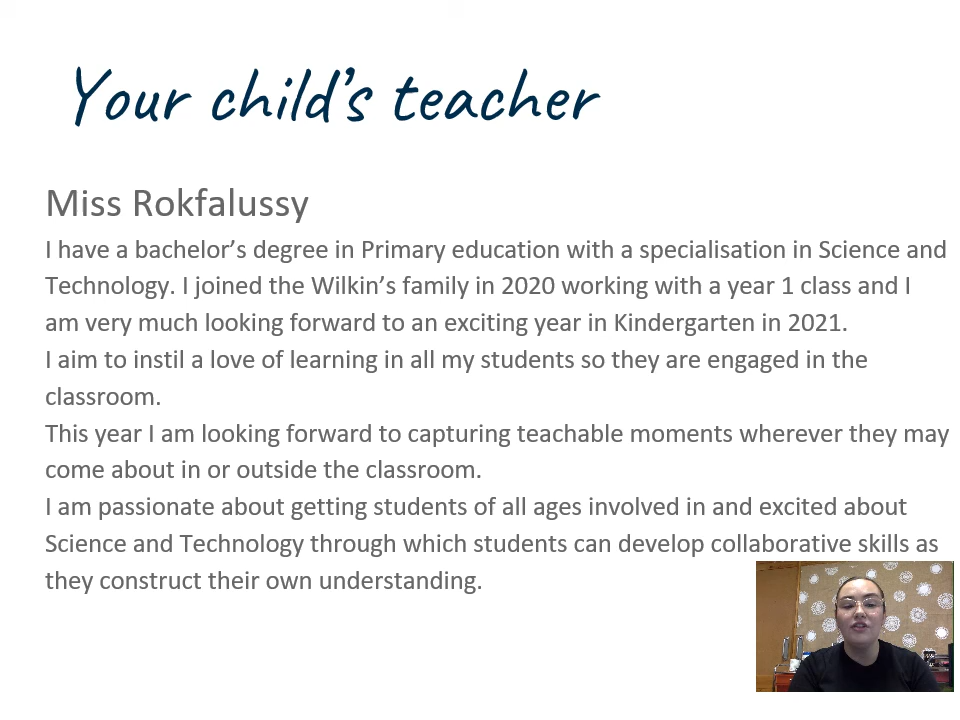 Your child's teacher
Miss Rokfalussy
I have a bachelor's degree in Primary education with a specialisation in Science and
Technology. I joined the Wilkin's family in 2020 working with a year 1 class and I
am very much looking forward to an exciting year in Kindergarten in 2021.
I aim to instil a love of learning in all my students so they are engaged in the
classroom.
This year I am looking forward to capturing teachable moments wherever they may
come about in or outside the classroom.
I am passionate about getting students of all ages involved in and excited about
Science and Technology through which students can develop collaborative skills as
they construct their own understanding.